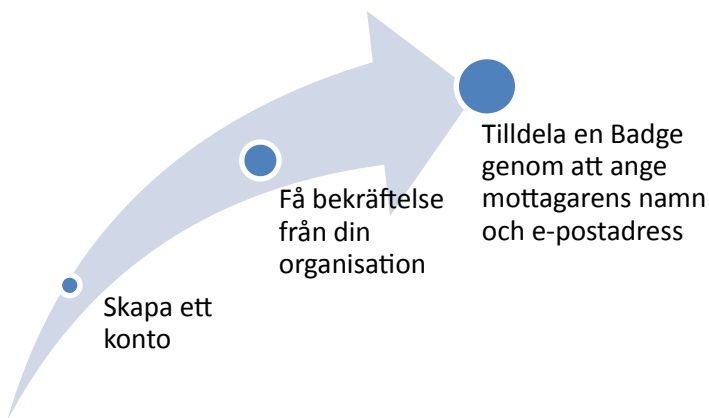 Skapa ett
konto
Få bekräftelse
från din
organisation
Tilldela en Badge
genom att ange
mottagarens namn
och e-postadress